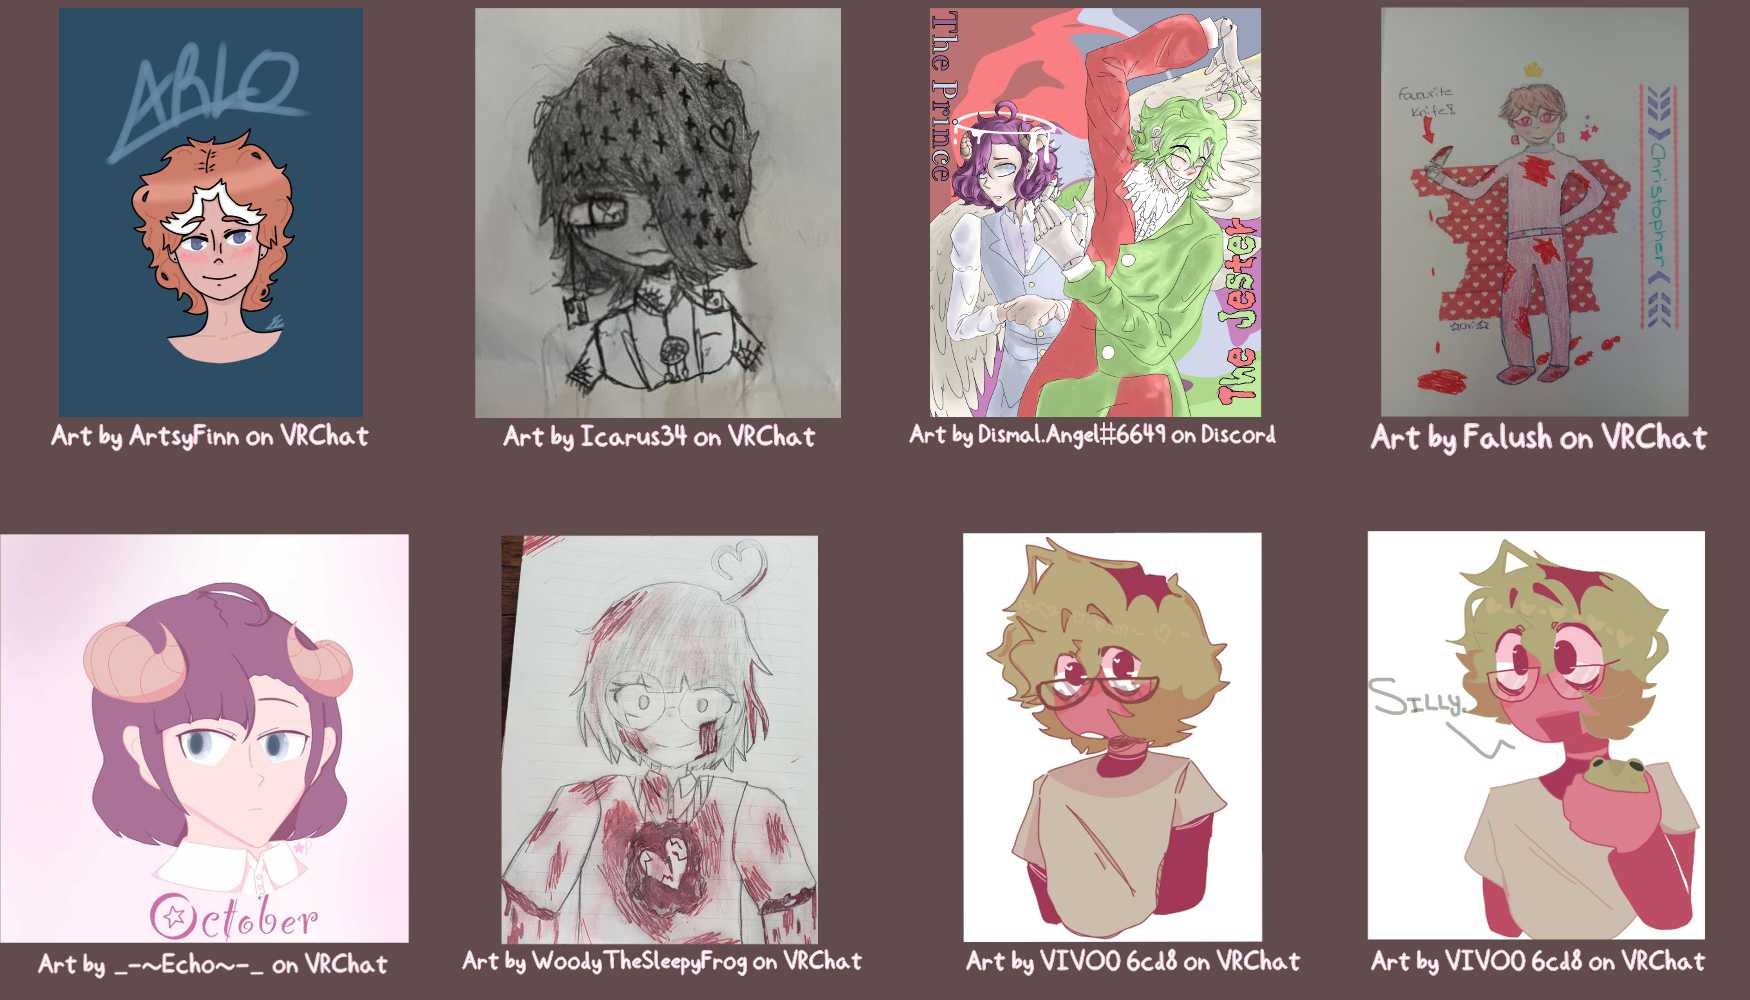 ARLO
Art by ArtsyFinn on VRChat
Art by Icarus34 on VRChat
The Prince
The Jester
Art by Dismal.Angel#6649 on Discord
Favourite
Knife!
Christopher
Art by Falush on VRChat
October
Art by _-~Echo~-_ on VRChat
Art by WoodyTheSleepyFrog on VRChat
Art by VIVO0 6cd8 on VRChat
SILLY.
Art by VIVO0 6cd8 on VRChat